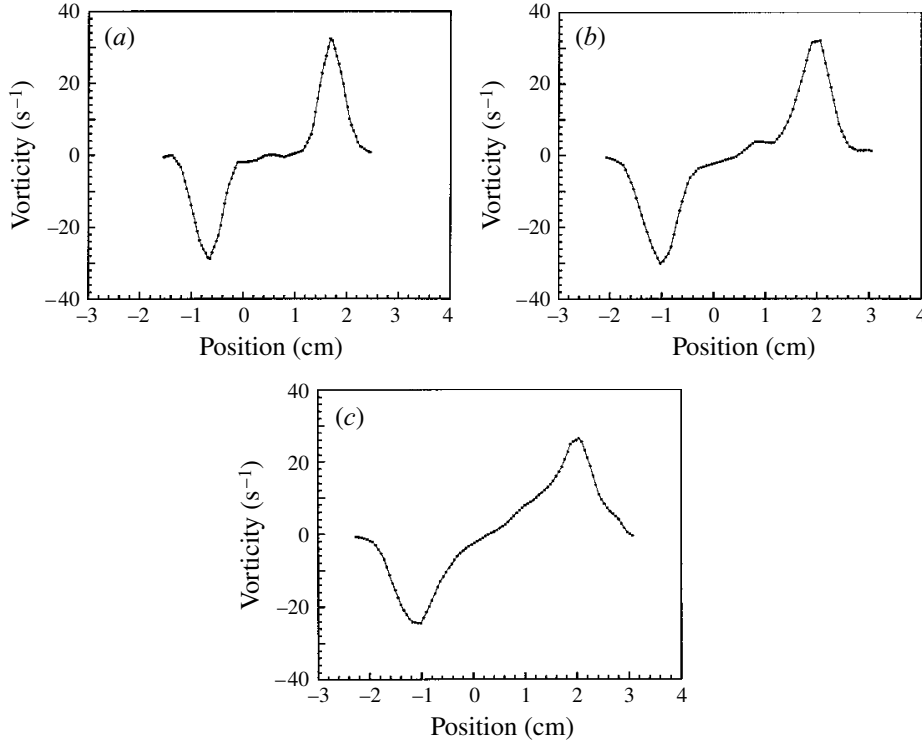 40
(a)
20
0
–20
–40
–3 –2 –1 0 1 2 3 4
Vorticity (s⁻¹)
Position (cm)
40
(b)
20
0
–20
–40
–3 –2 –1 0 1 2 3 4
Vorticity (s⁻¹)
Position (cm)
40
(c)
20
0
–20
–40
–3 –2 –1 0 1 2 3 4
Vorticity (s⁻¹)
Position (cm)